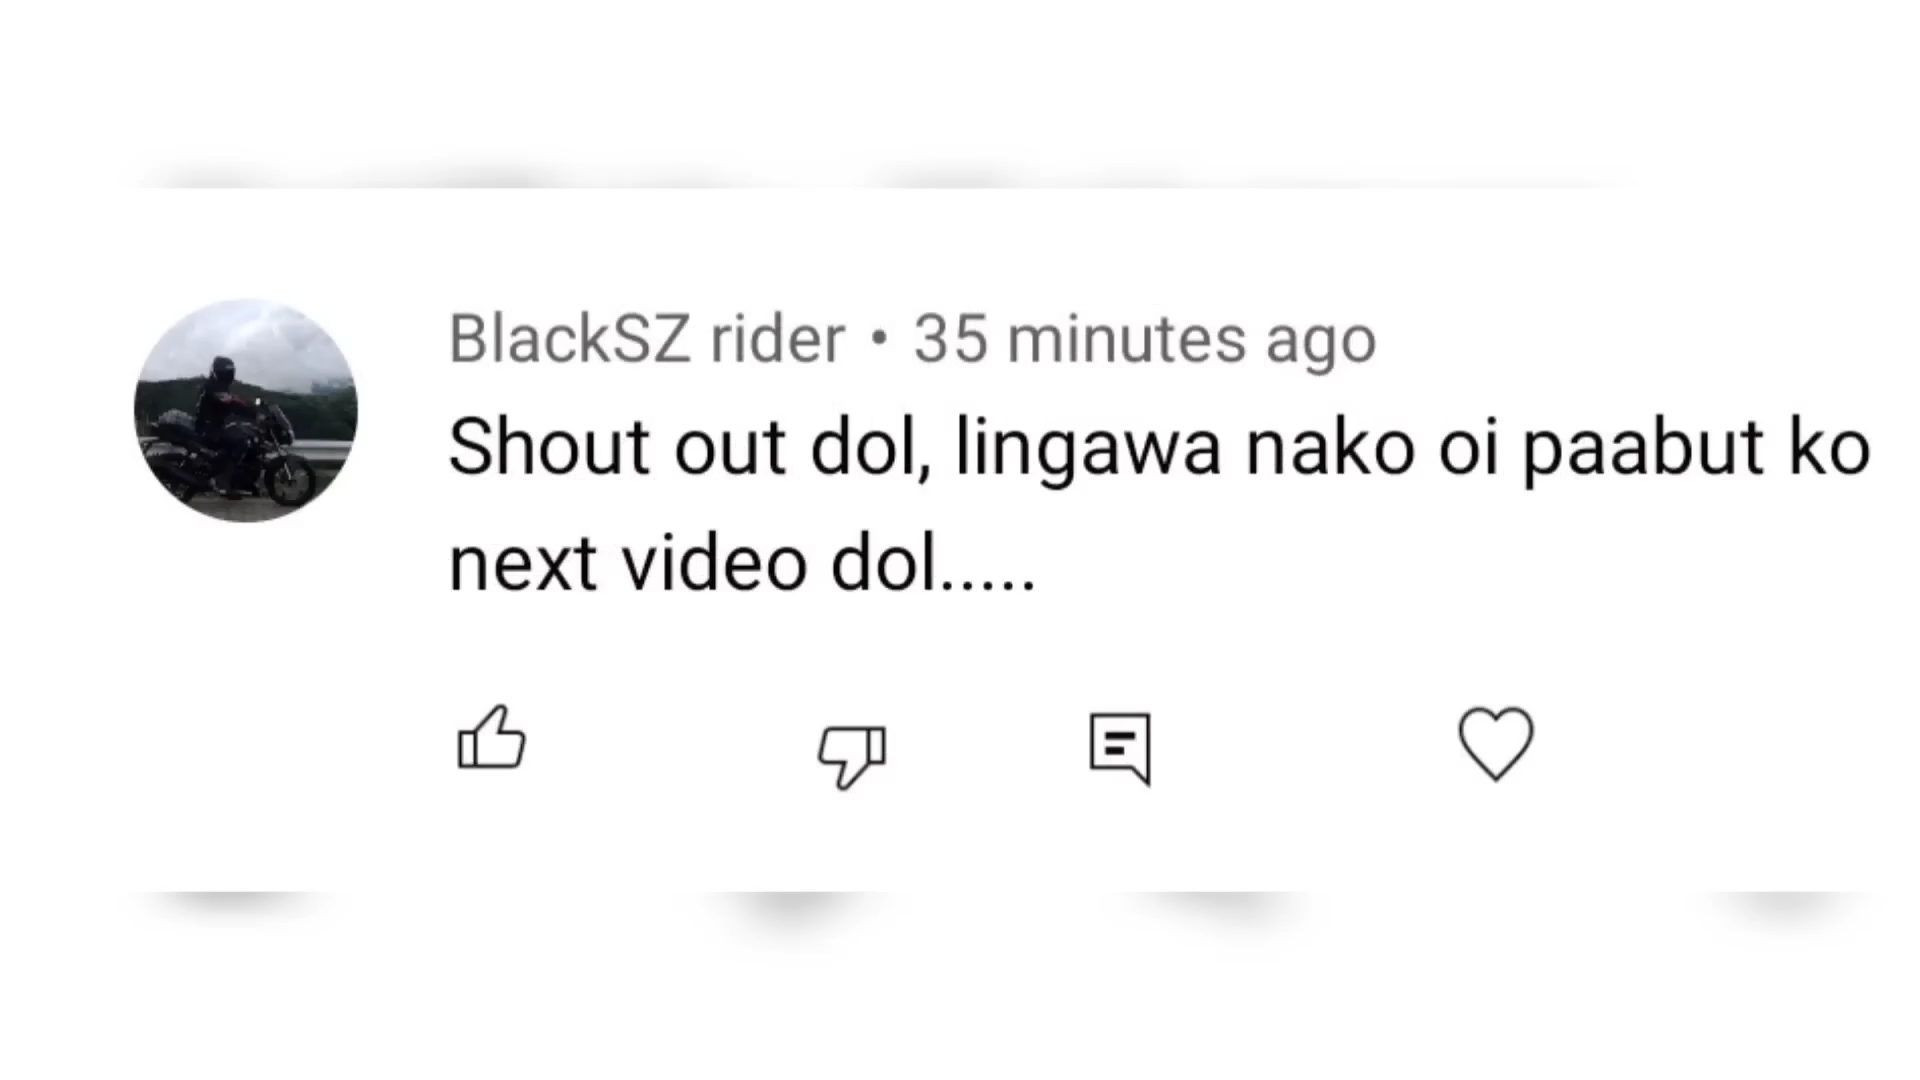 BlackSZ rider • 35 minutes ago
Shout out dol, lingawa nako oi paabut ko
next video dol.....